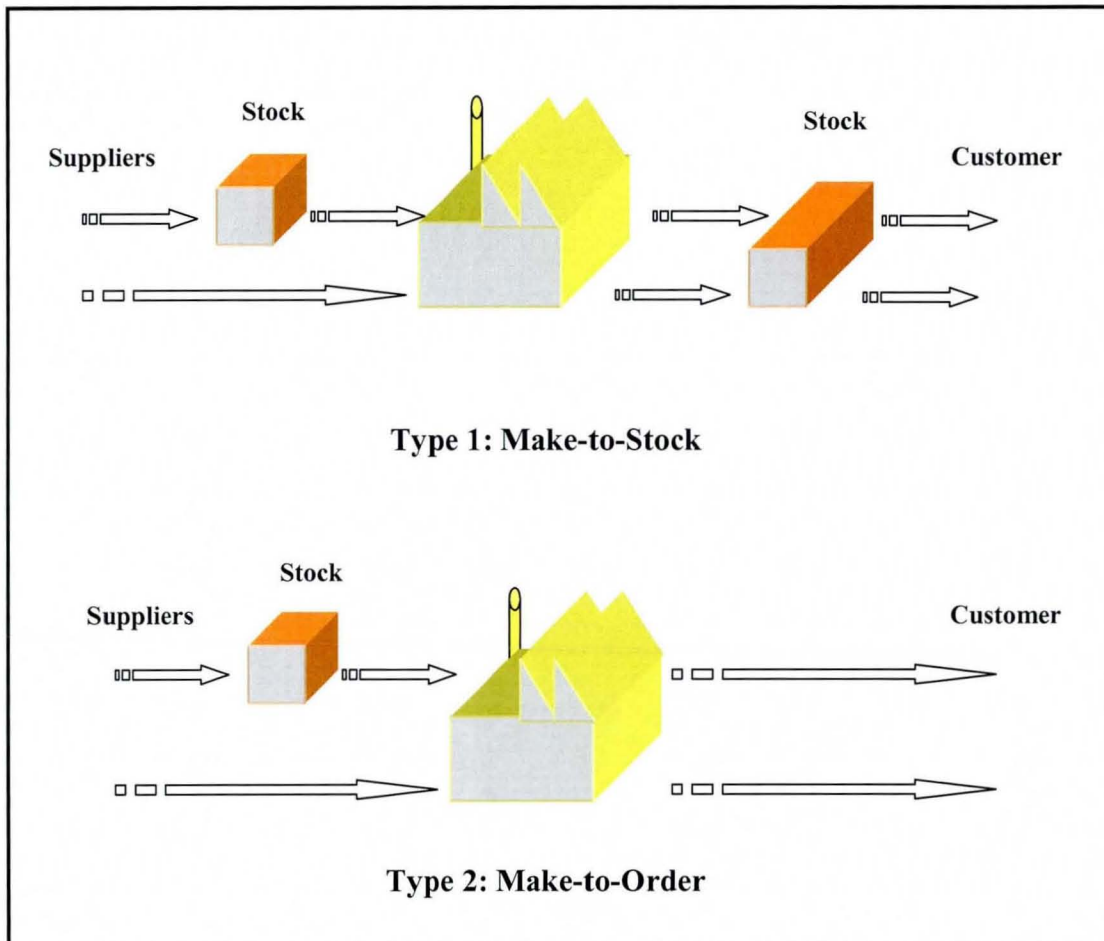 Stock
Stock
Suppliers
Customer
Type 1: Make-to-Stock
Stock
Suppliers
Customer
Type 2: Make-to-Order